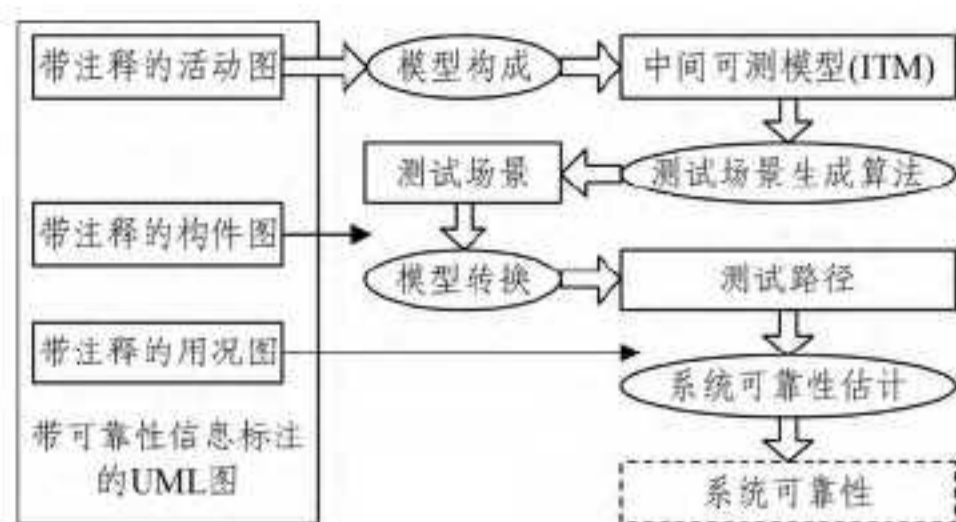 带注释的活动图
模型构成
中间可测模型(ITM)
测试场景
测试场景生成算法
带注释的构件图
模型转换
测试路径
带注释的用况图
系统可靠性估计
带可靠性信息标注
的UML图
系统可靠性